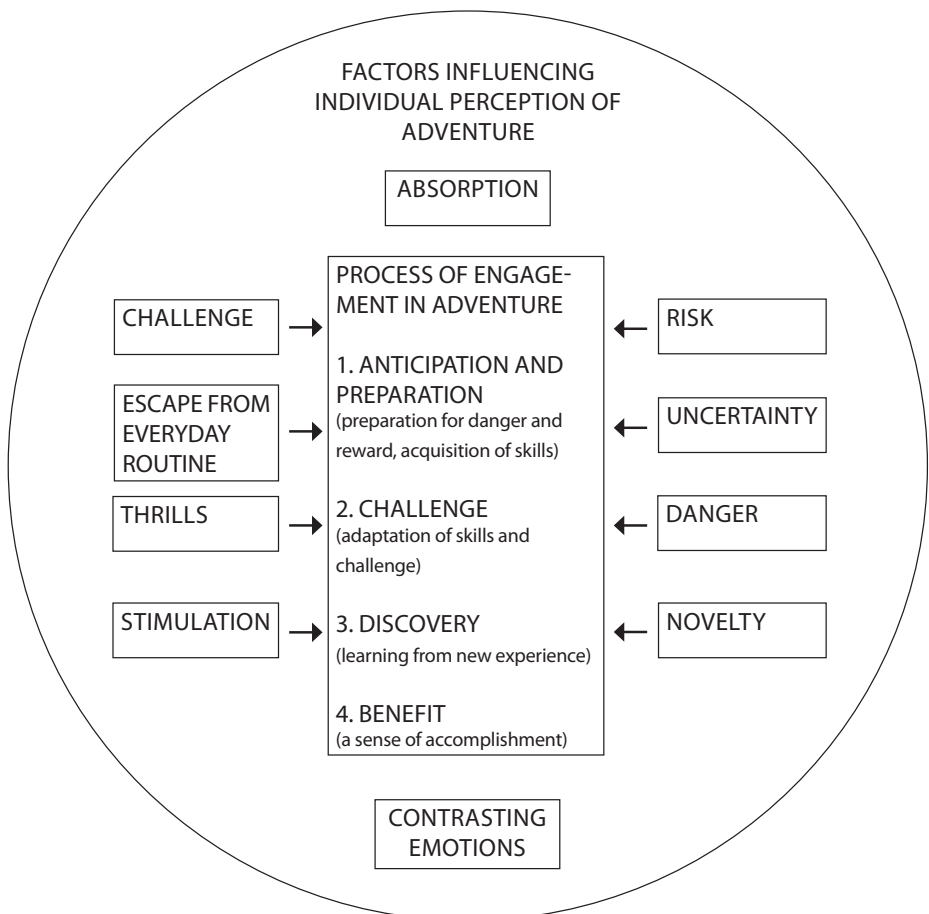 FACTORS INFLUENCING
INDIVIDUAL PERCEPTION OF
ADVENTURE
ABSORPTION
CHALLENGE
ESCAPE FROM
EVERYDAY
ROUTINE
THRILLS
STIMULATION
PROCESS OF ENGAGE-
MENT IN ADVENTURE
1. ANTICIPATION AND
PREPARATION
(preparation for danger and
reward, acquisition of skills)
2. CHALLENGE
(adaptation of skills and
challenge)
3. DISCOVERY
(learning from new experience)
4. BENEFIT
(a sense of accomplishment)
RISK
UNCERTAINTY
DANGER
NOVELTY
CONTRASTING
EMOTIONS